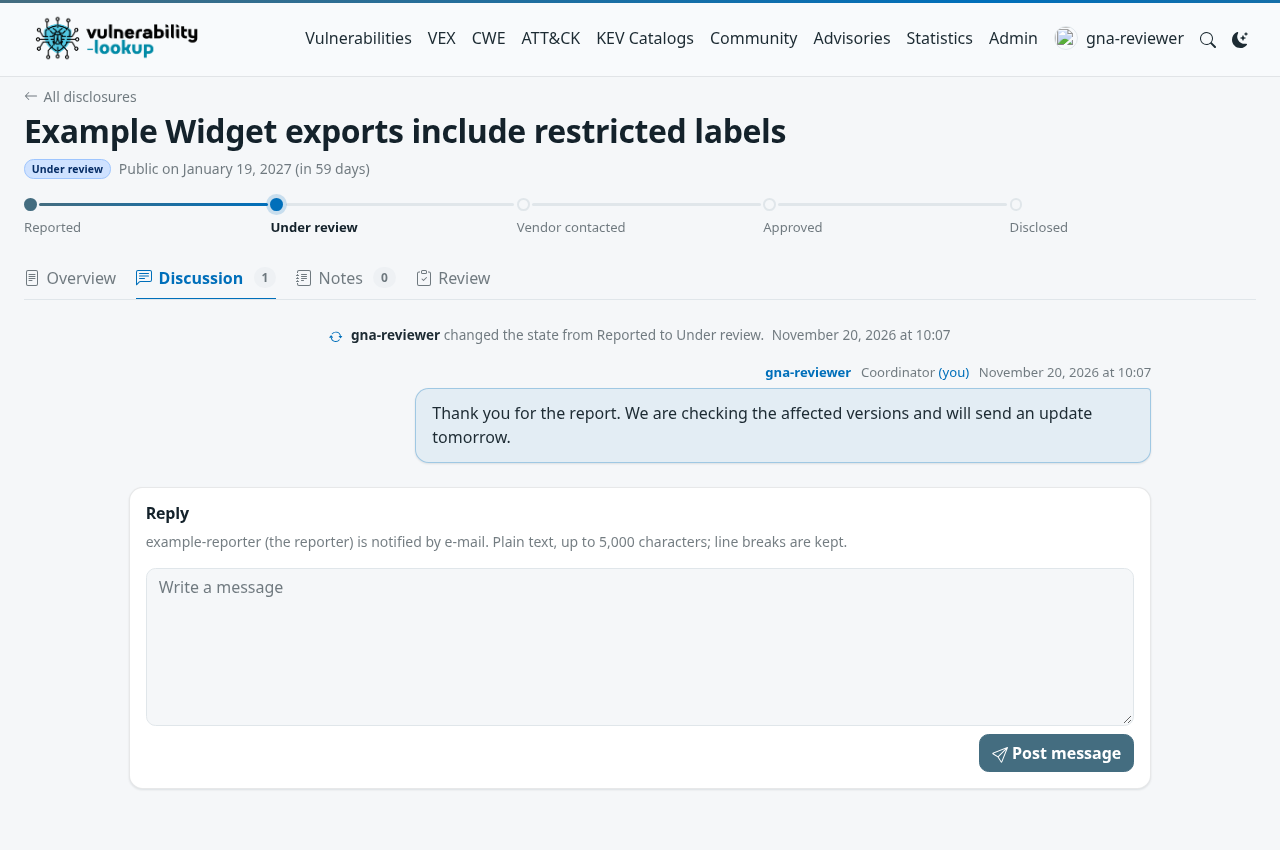 vulnerability
-lookup
Vulnerabilities VEX CWE ATT&CK KEV Catalogs Community Advisories Statistics Admin gna-reviewer
← All disclosures
Example Widget exports include restricted labels
Under review Public on January 19, 2027 (in 59 days)
Reported Under review Vendor contacted Approved Disclosed
Overview Discussion 1 Notes 0 Review
gna-reviewer changed the state from Reported to Under review. November 20, 2026 at 10:07
gna-reviewer Coordinator (you) November 20, 2026 at 10:07
Thank you for the report. We are checking the affected versions and will send an update
tomorrow.
Reply
example-reporter (the reporter) is notified by e-mail. Plain text, up to 5,000 characters; line breaks are kept.
Write a message
Post message